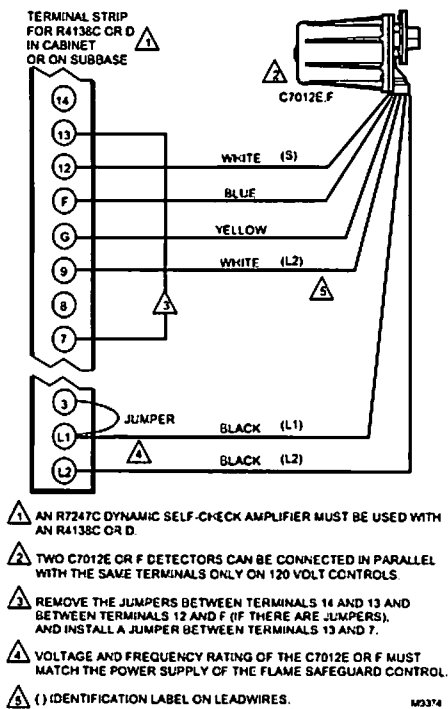 TERMINAL STRIP
FOR R4138C OR D
IN CABINET
OR ON SUBBASE
1
2
C7012E,F
14
13
12
WHITE (S)
F
BLUE
G
YELLOW
9
WHITE (L2)
5
8
3
7
3
JUMPER
L1
BLACK (L1)
4
L2
BLACK (L2)
1 AN R7247C DYNAMIC SELF-CHECK AMPLIFIER MUST BE USED WITH
AN R4138C OR D.
2 TWO C7012E OR F DETECTORS CAN BE CONNECTED IN PARALLEL
WITH THE SAME TERMINALS ONLY ON 120 VOLT CONTROLS.
3 REMOVE THE JUMPERS BETWEEN TERMINALS 14 AND 13 AND
BETWEEN TERMINALS 12 AND F (IF THERE ARE JUMPERS),
AND INSTALL A JUMPER BETWEEN TERMINALS 13 AND 7.
4 VOLTAGE AND FREQUENCY RATING OF THE C7012E OR F MUST
MATCH THE POWER SUPPLY OF THE FLAME SAFEGUARD CONTROL.
5 ( ) IDENTIFICATION LABEL ON LEADWIRES.
M3374